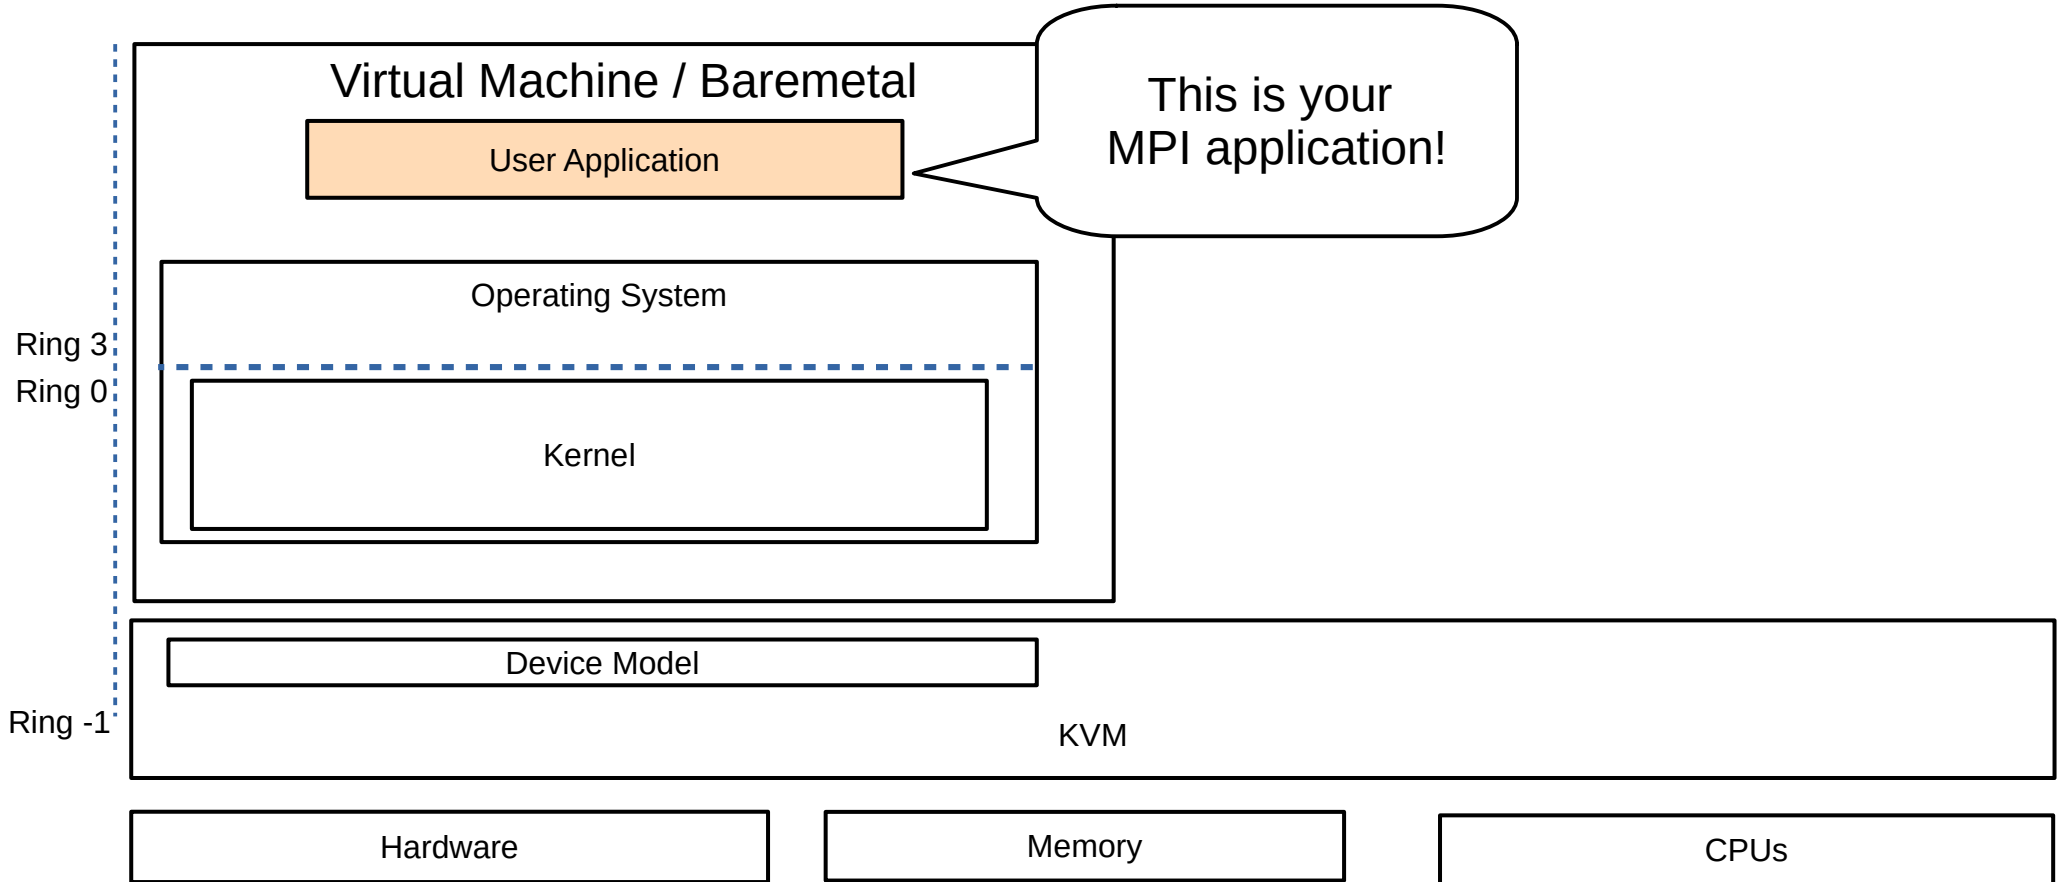 Virtual Machine / Baremetal
This is your
MPI application!
User Application
Operating System
Ring 3
Ring 0
Kernel
Device Model
Ring -1
KVM
Hardware
Memory
CPUs